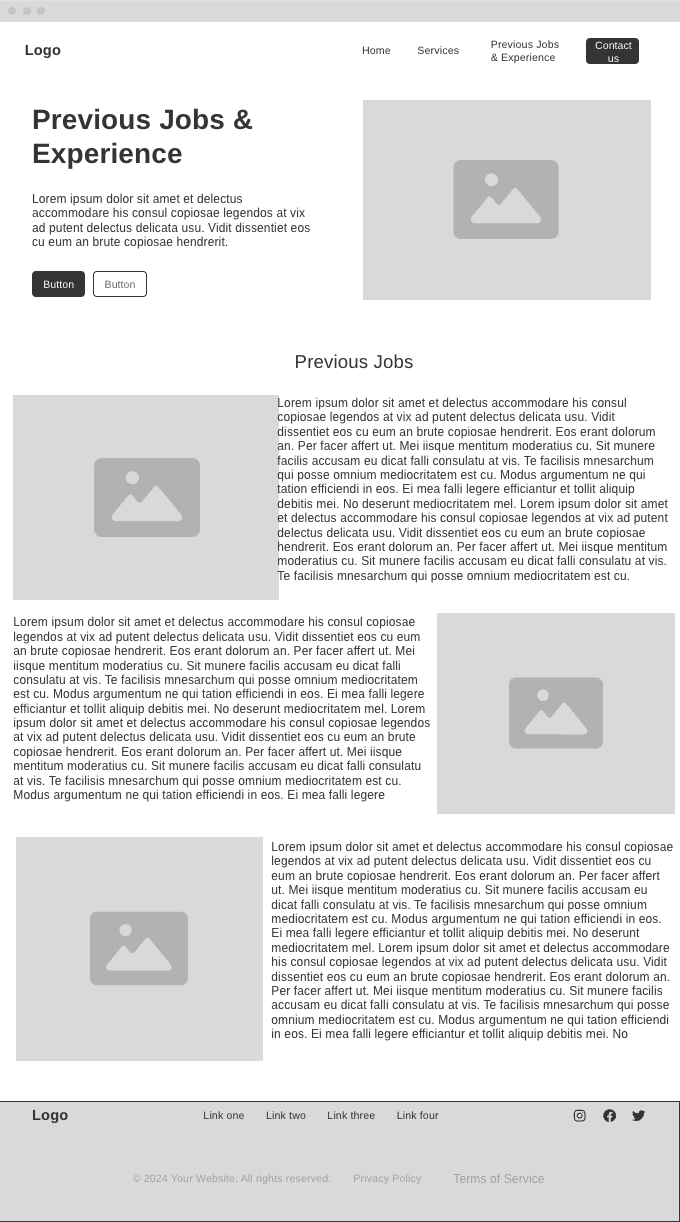 Logo
Home
Services
Previous Jobs
& Experience
Contact
us
Previous Jobs &
Experience
Lorem ipsum dolor sit amet et delectus
accommodare his consul copiosae legendos at vix
ad putent delectus delicata usu. Vidit dissentiet eos
cu eum an brute copiosae hendrerit.
Button
Button
Previous Jobs
Lorem ipsum dolor sit amet et delectus accommodare his consul
copiosae legendos at vix ad putent delectus delicata usu. Vidit
dissentiet eos cu eum an brute copiosae hendrerit. Eos erant dolorum
an. Per facer affert ut. Mei iisque mentitum moderatius cu. Sit munere
facilis accusam eu dicat falli consulatu at vis. Te facilisis mnesarchum
qui posse omnium mediocritatem est cu. Modus argumentum ne qui
tation efficiendi in eos. Ei mea falli legere efficiantur et tollit aliquip
debitis mei. No deserunt mediocritatem mel. Lorem ipsum dolor sit amet
et delectus accommodare his consul copiosae legendos at vix ad putent
delectus delicata usu. Vidit dissentiet eos cu eum an brute copiosae
hendrerit. Eos erant dolorum an. Per facer affert ut. Mei iisque mentitum
moderatius cu. Sit munere facilis accusam eu dicat falli consulatu at vis.
Te facilisis mnesarchum qui posse omnium mediocritatem est cu.
Lorem ipsum dolor sit amet et delectus accommodare his consul copiosae
legendos at vix ad putent delectus delicata usu. Vidit dissentiet eos cu eum
an brute copiosae hendrerit. Eos erant dolorum an. Per facer affert ut. Mei
iisque mentitum moderatius cu. Sit munere facilis accusam eu dicat falli
consulatu at vis. Te facilisis mnesarchum qui posse omnium mediocritatem
est cu. Modus argumentum ne qui tation efficiendi in eos. Ei mea falli legere
efficiantur et tollit aliquip debitis mei. No deserunt mediocritatem mel. Lorem
ipsum dolor sit amet et delectus accommodare his consul copiosae legendos
at vix ad putent delectus delicata usu. Vidit dissentiet eos cu eum an brute
copiosae hendrerit. Eos erant dolorum an. Per facer affert ut. Mei iisque
mentitum moderatius cu. Sit munere facilis accusam eu dicat falli consulatu
at vis. Te facilisis mnesarchum qui posse omnium mediocritatem est cu.
Modus argumentum ne qui tation efficiendi in eos. Ei mea falli legere
Lorem ipsum dolor sit amet et delectus accommodare his consul copiosae
legendos at vix ad putent delectus delicata usu. Vidit dissentiet eos cu
eum an brute copiosae hendrerit. Eos erant dolorum an. Per facer affert
ut. Mei iisque mentitum moderatius cu. Sit munere facilis accusam eu
dicat falli consulatu at vis. Te facilisis mnesarchum qui posse omnium
mediocritatem est cu. Modus argumentum ne qui tation efficiendi in eos.
Ei mea falli legere efficiantur et tollit aliquip debitis mei. No deserunt
mediocritatem mel. Lorem ipsum dolor sit amet et delectus accommodare
his consul copiosae legendos at vix ad putent delectus delicata usu. Vidit
dissentiet eos cu eum an brute copiosae hendrerit. Eos erant dolorum an.
Per facer affert ut. Mei iisque mentitum moderatius cu. Sit munere facilis
accusam eu dicat falli consulatu at vis. Te facilisis mnesarchum qui posse
omnium mediocritatem est cu. Modus argumentum ne qui tation efficiendi
in eos. Ei mea falli legere efficiantur et tollit aliquip debitis mei. No
Logo
Link one
Link two
Link three
Link four
© 2024 Your Website. All rights reserved.
Privacy Policy
Terms of Service